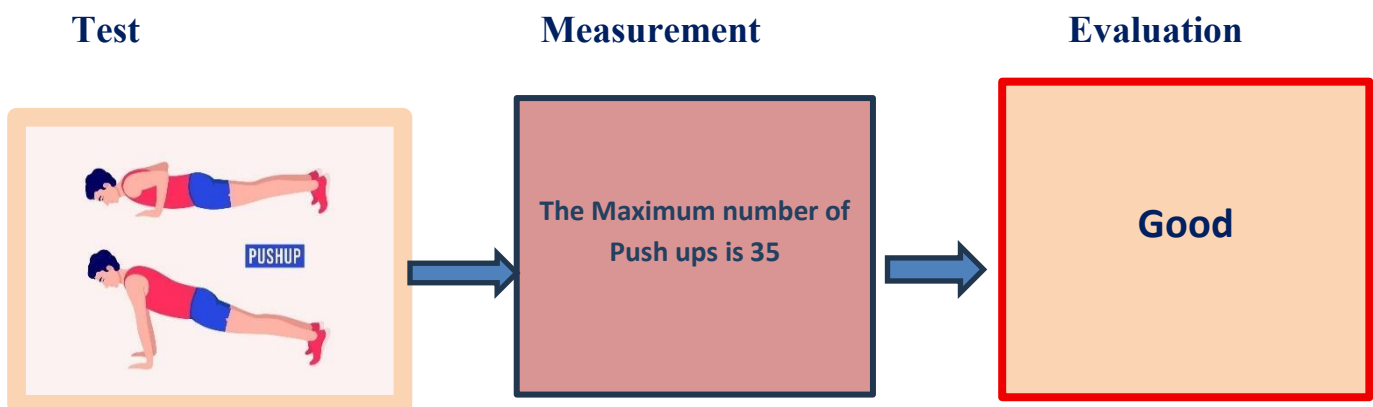 Test
Measurement
Evaluation
PUSHUP
The Maximum number of
Push ups is 35
Good